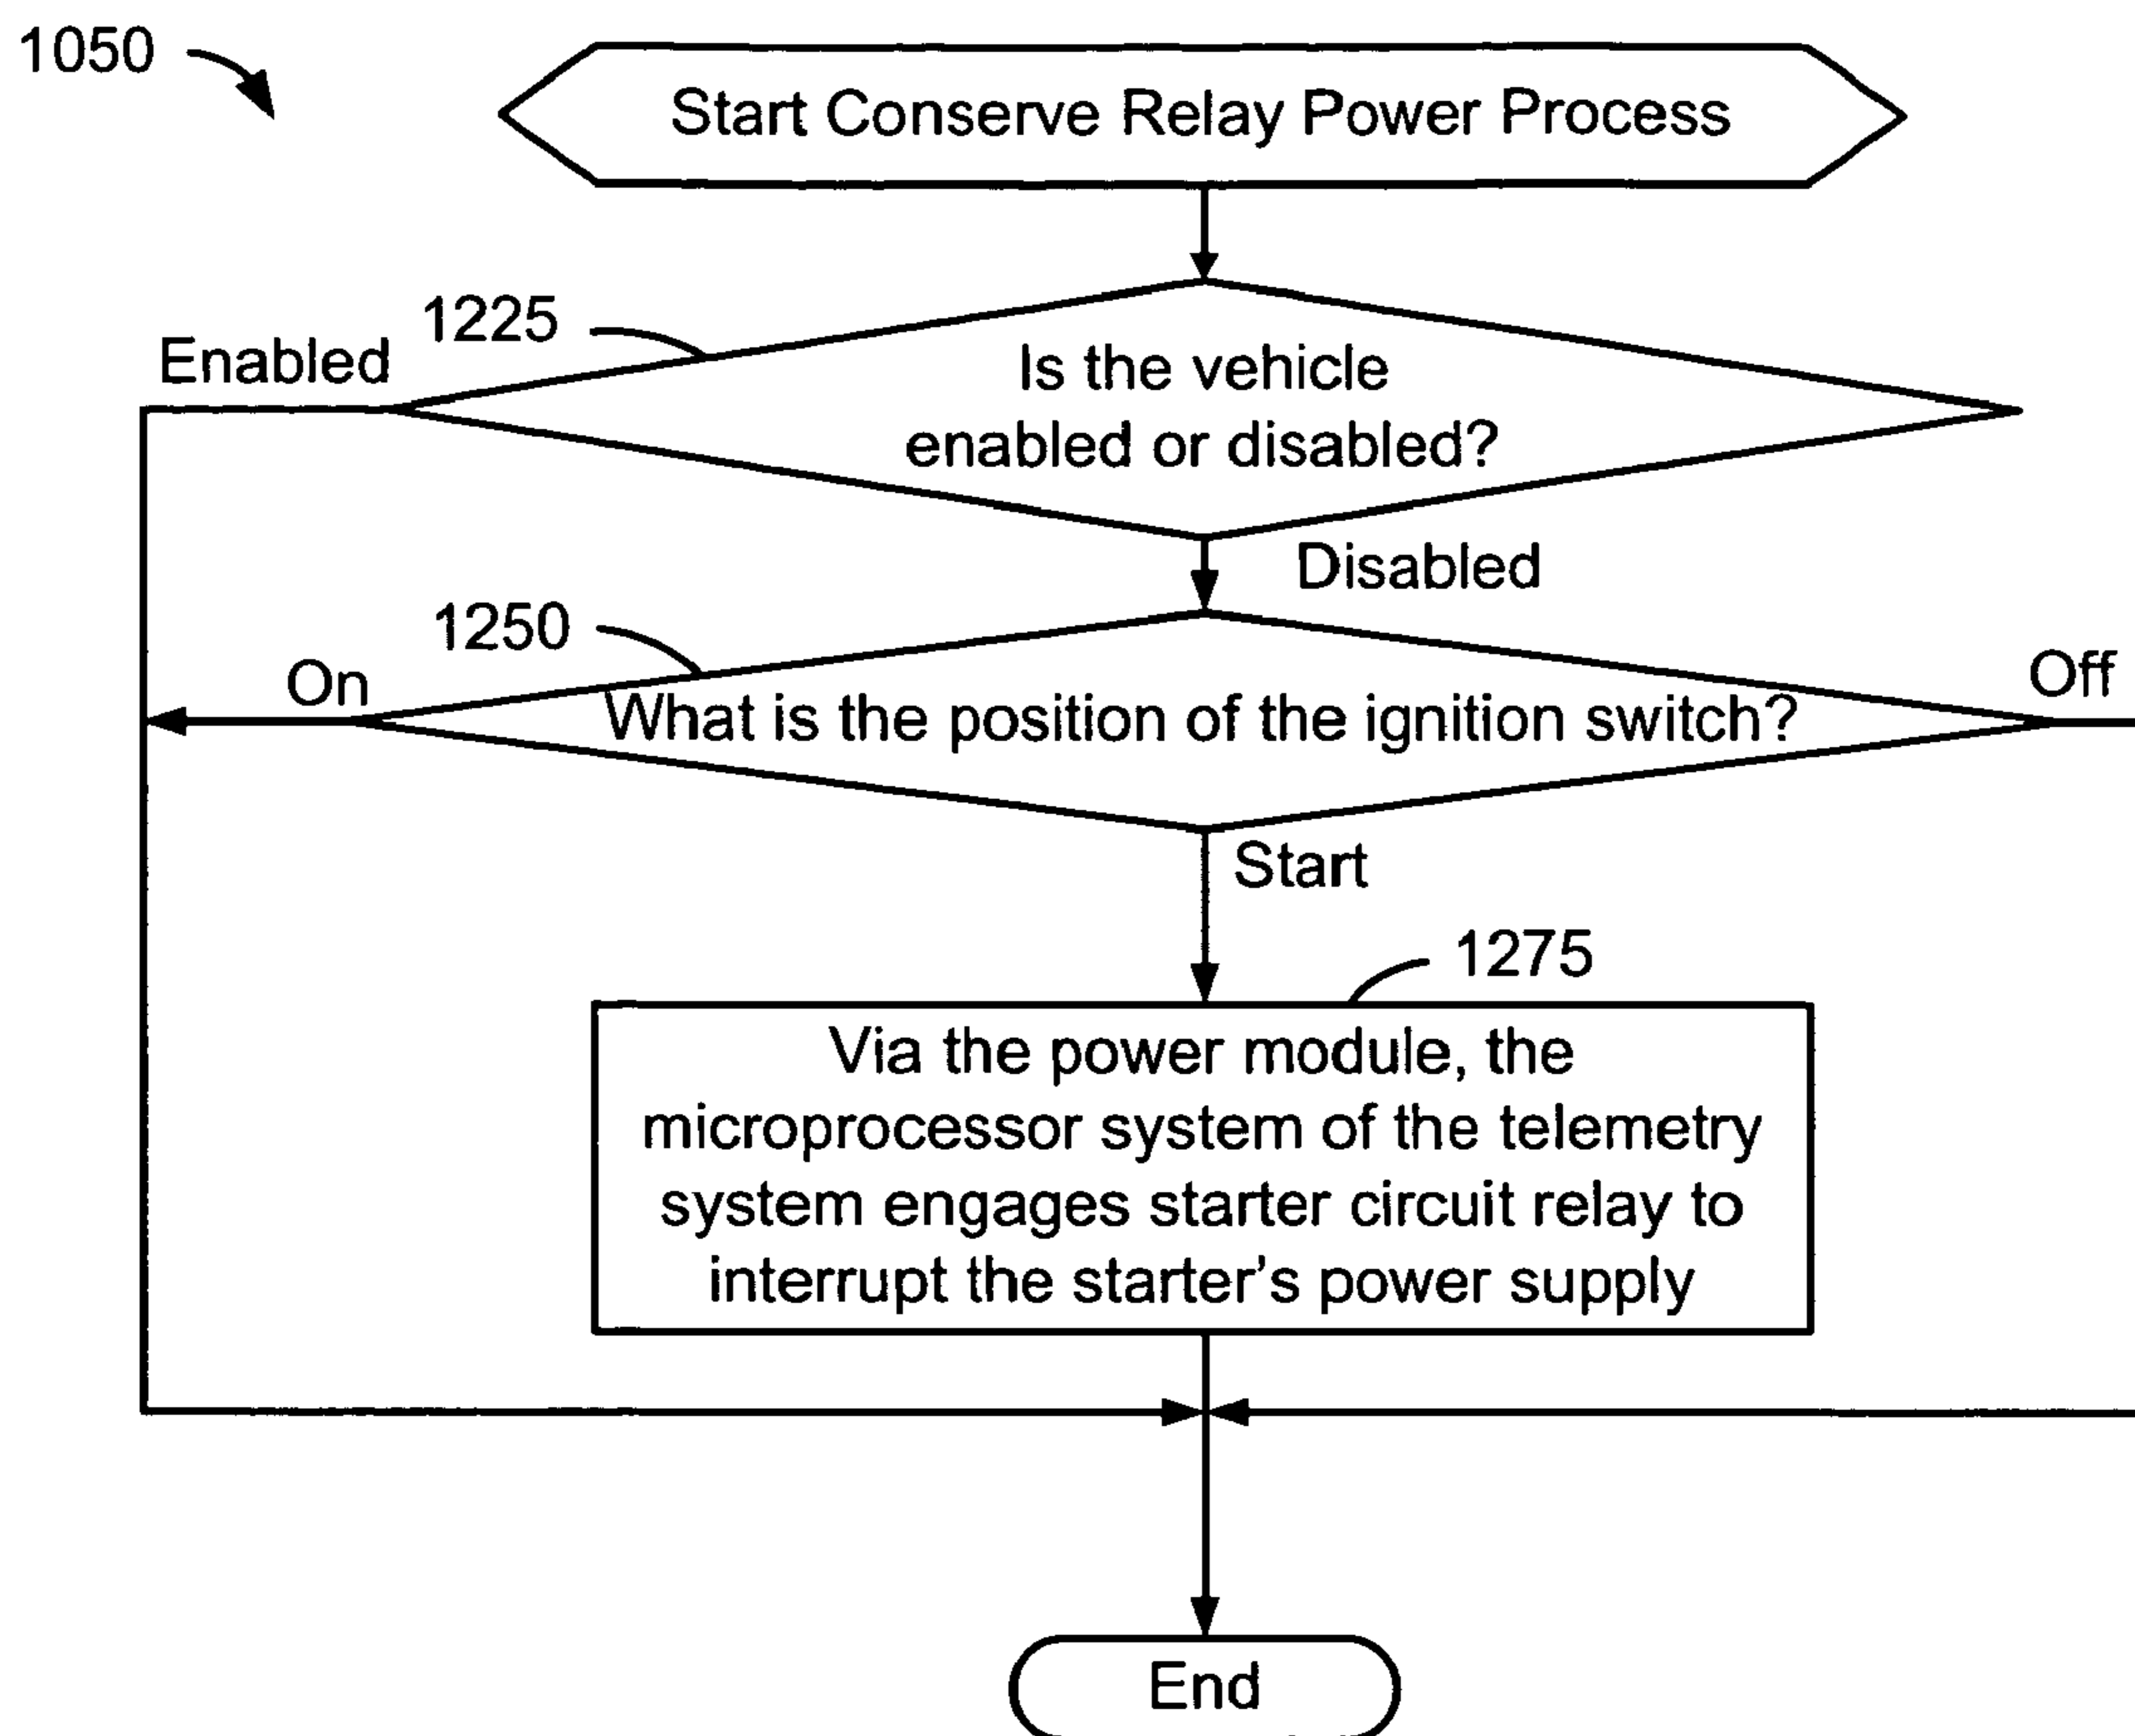 1050
Start Conserve Relay Power Process
1225
Enabled
Is the vehicle
enabled or disabled?
Disabled
1250
On
Off
What is the position of the ignition switch?
Start
1275
Via the power module, the
microprocessor system of the telemetry
system engages starter circuit relay to
interrupt the starter's power supply
End